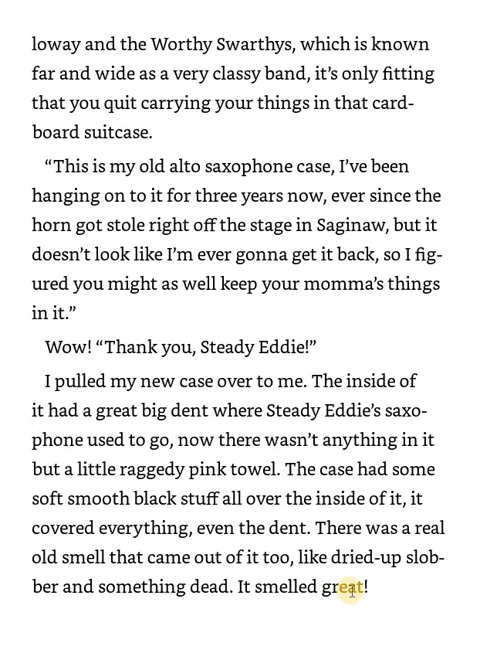 loway and the Worthy Swarthys, which is known
far and wide as a very classy band, it’s only fitting
that you quit carrying your things in that card-
board suitcase.
“This is my old alto saxophone case, I’ve been
hanging on to it for three years now, ever since the
horn got stole right off the stage in Saginaw, but it
doesn’t look like I’m ever gonna get it back, so I fig-
ured you might as well keep your momma’s things
in it.”
Wow! “Thank you, Steady Eddie!”
I pulled my new case over to me. The inside of
it had a great big dent where Steady Eddie’s saxo-
phone used to go, now there wasn’t anything in it
but a little raggedy pink towel. The case had some
soft smooth black stuff all over the inside of it, it
covered everything, even the dent. There was a real
old smell that came out of it too, like dried-up slob-
ber and something dead. It smelled great!